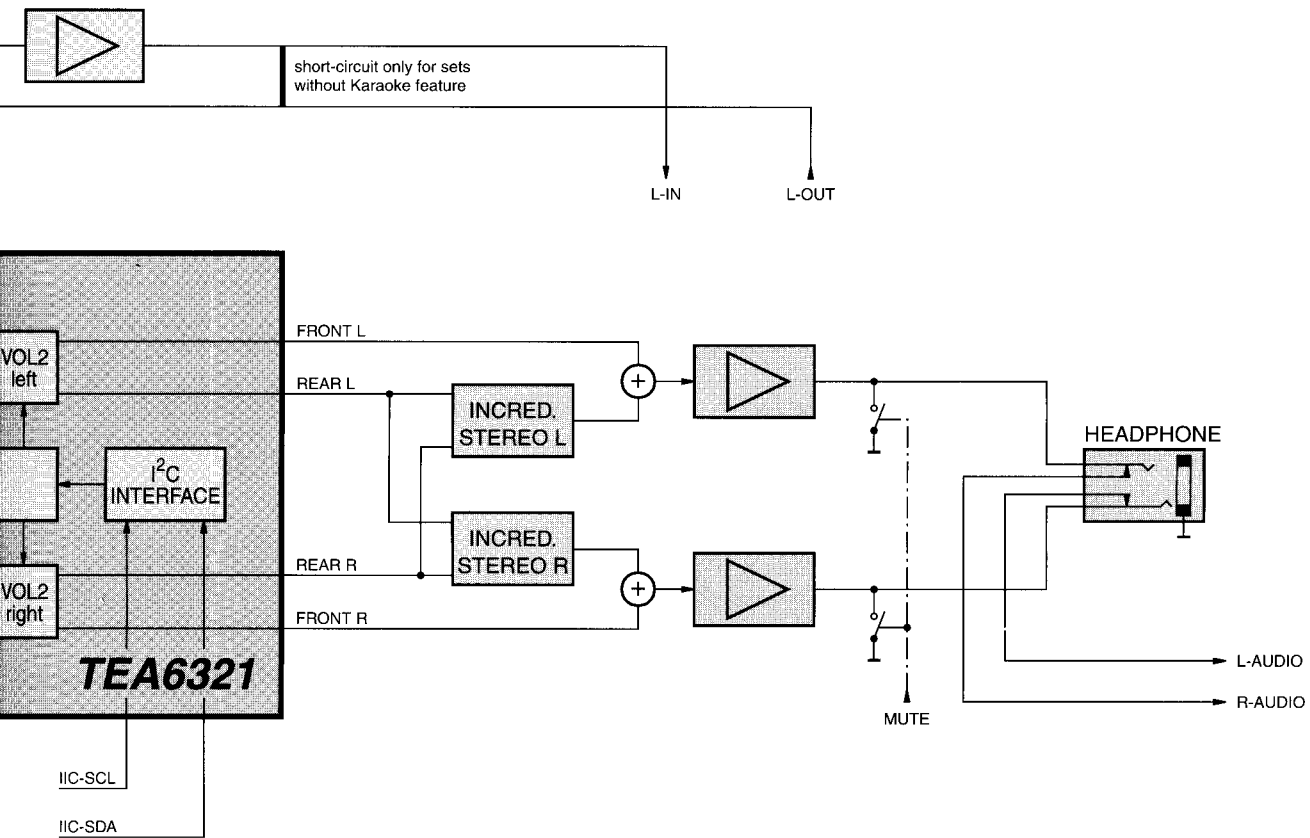 short-circuit only for sets
without Karaoke feature
L-IN
L-OUT
FRONT L
VOL2
left
REAR L
INCRED.
STEREO L
HEADPHONE
I²C
INTERFACE
INCRED.
STEREO R
REAR R
VOL2
right
FRONT R
TEA6321
L-AUDIO
R-AUDIO
MUTE
IIC-SCL
IIC-SDA